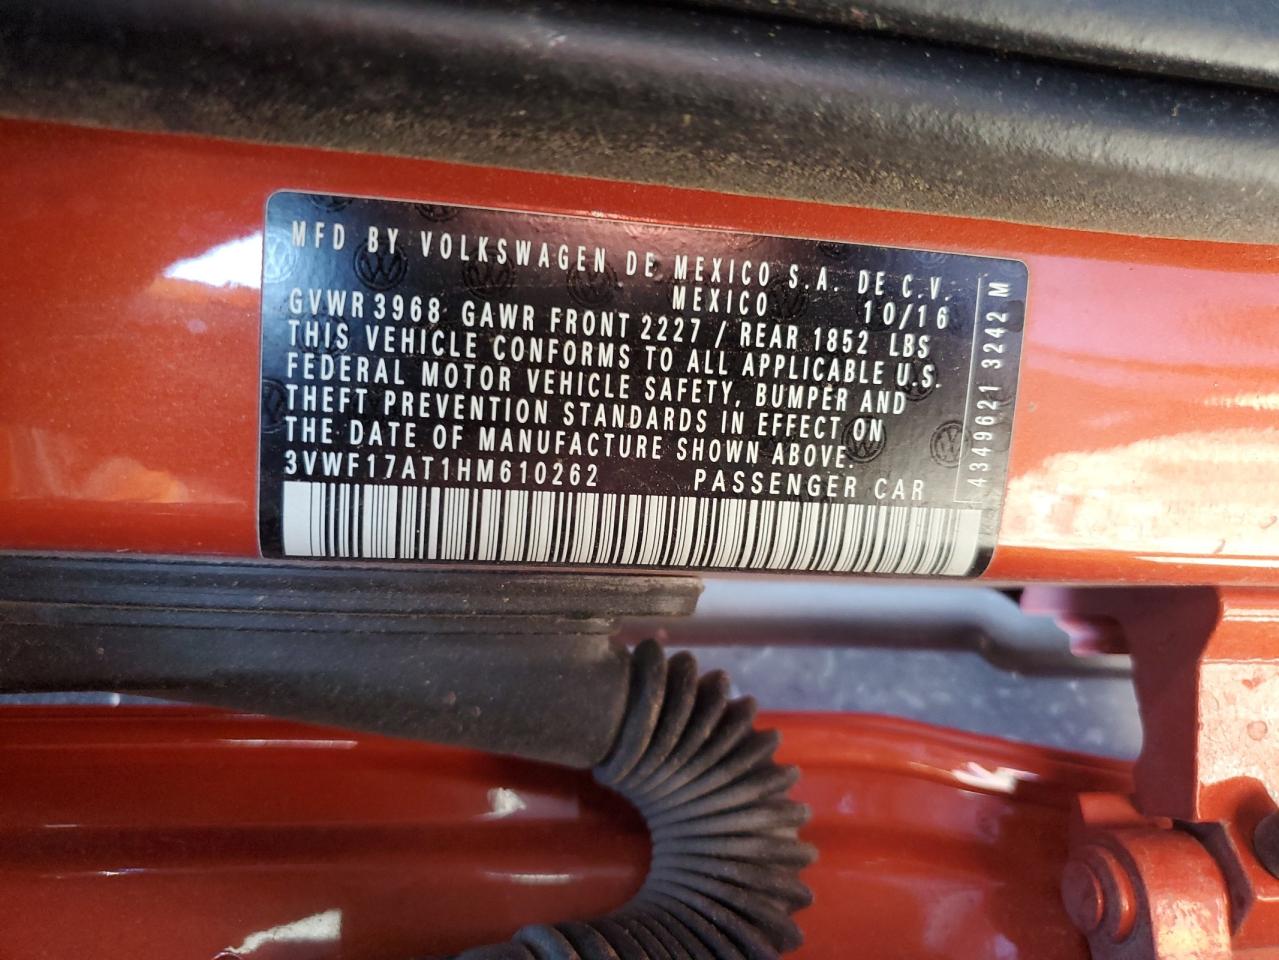 MFD BY VOLKSWAGEN DE MEXICO S.A. DE C.V.
MEXICO 10/16
GVWR 3968 GAWR FRONT 2227 / REAR 1852 LBS
THIS VEHICLE CONFORMS TO ALL APPLICABLE U.S.
FEDERAL MOTOR VEHICLE SAFETY, BUMPER AND
THEFT PREVENTION STANDARDS IN EFFECT ON
THE DATE OF MANUFACTURE SHOWN ABOVE.
3VWF17AT1HM610262 PASSENGER CAR
4349621 3242 M